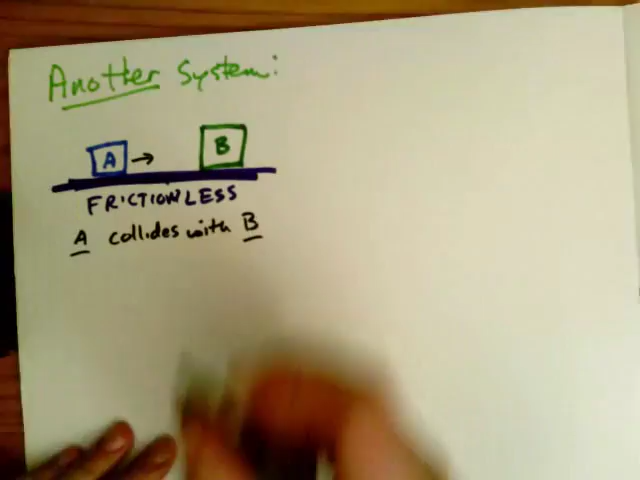 Another System:
A
B
FRICTIONLESS
A collides with B